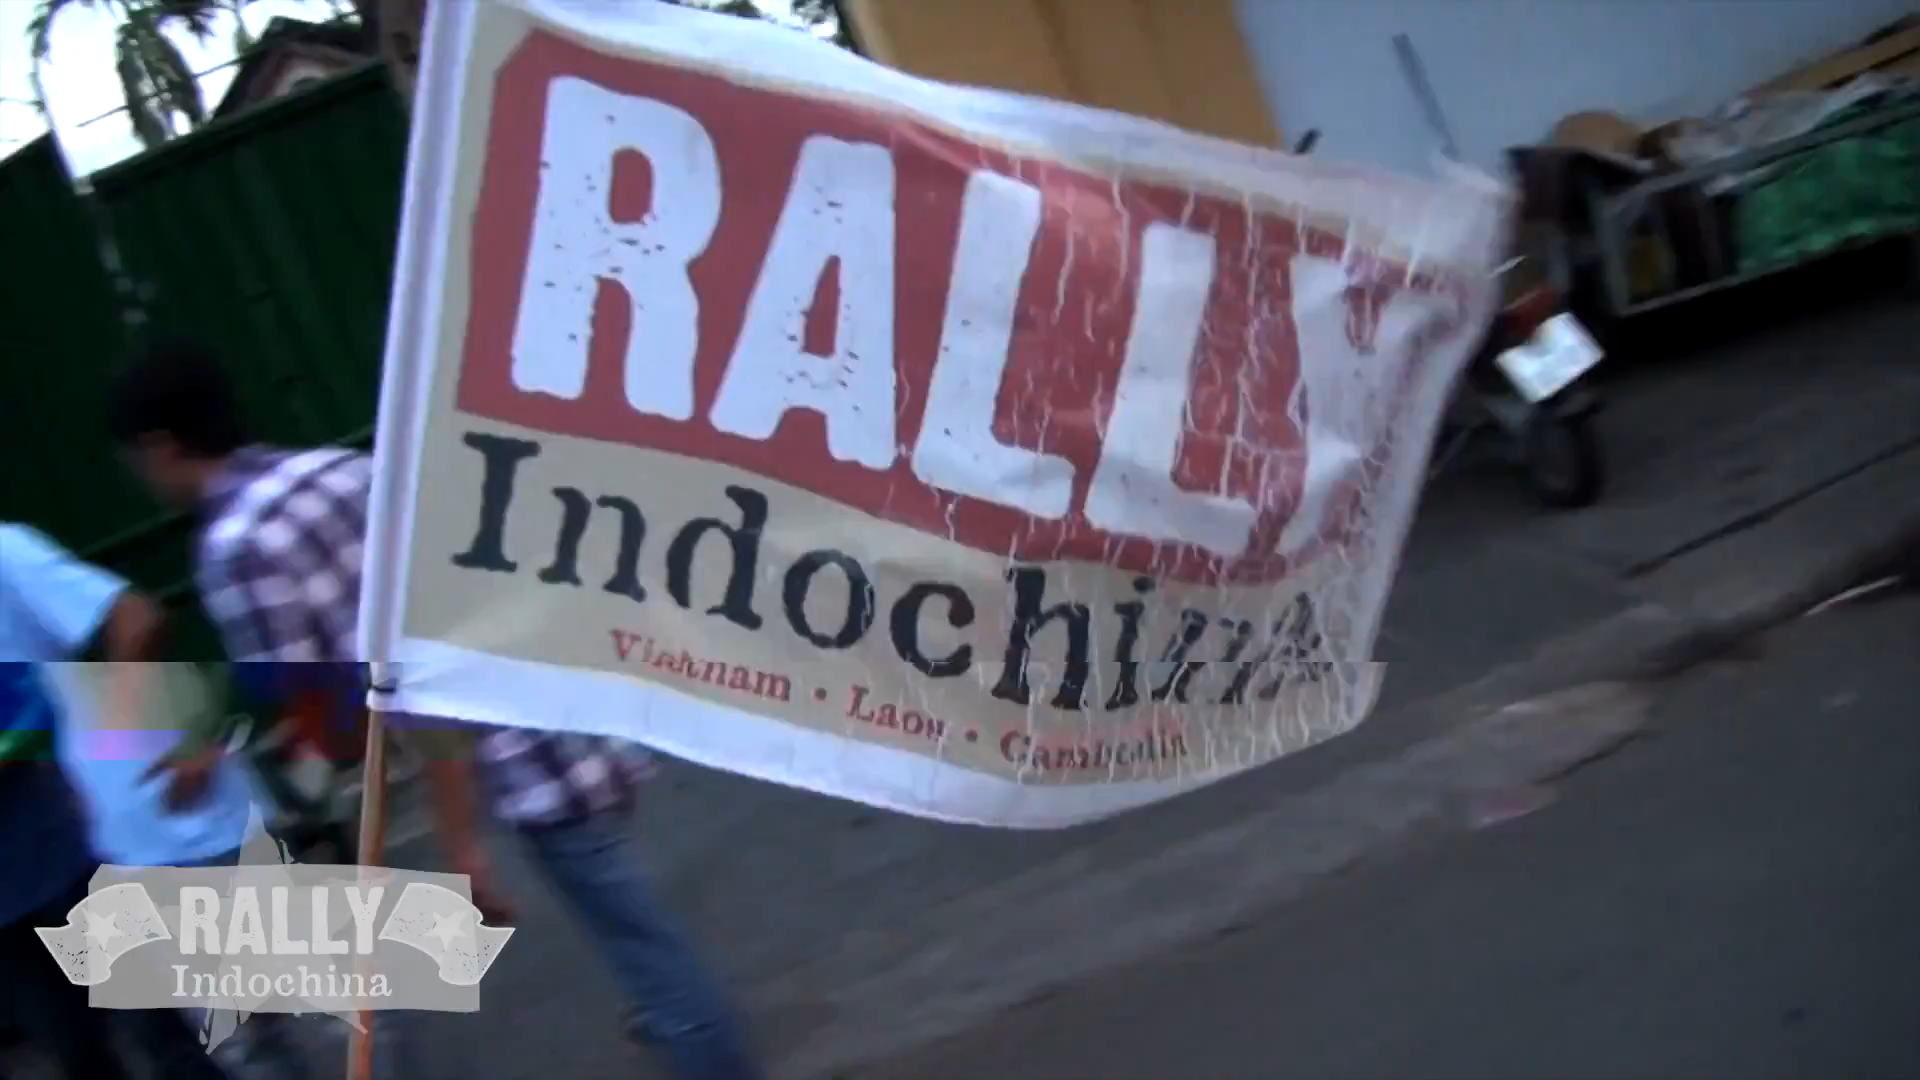 RALLY
Indochina
Vietnam • Laos • Cambodia
RALLY
Indochina